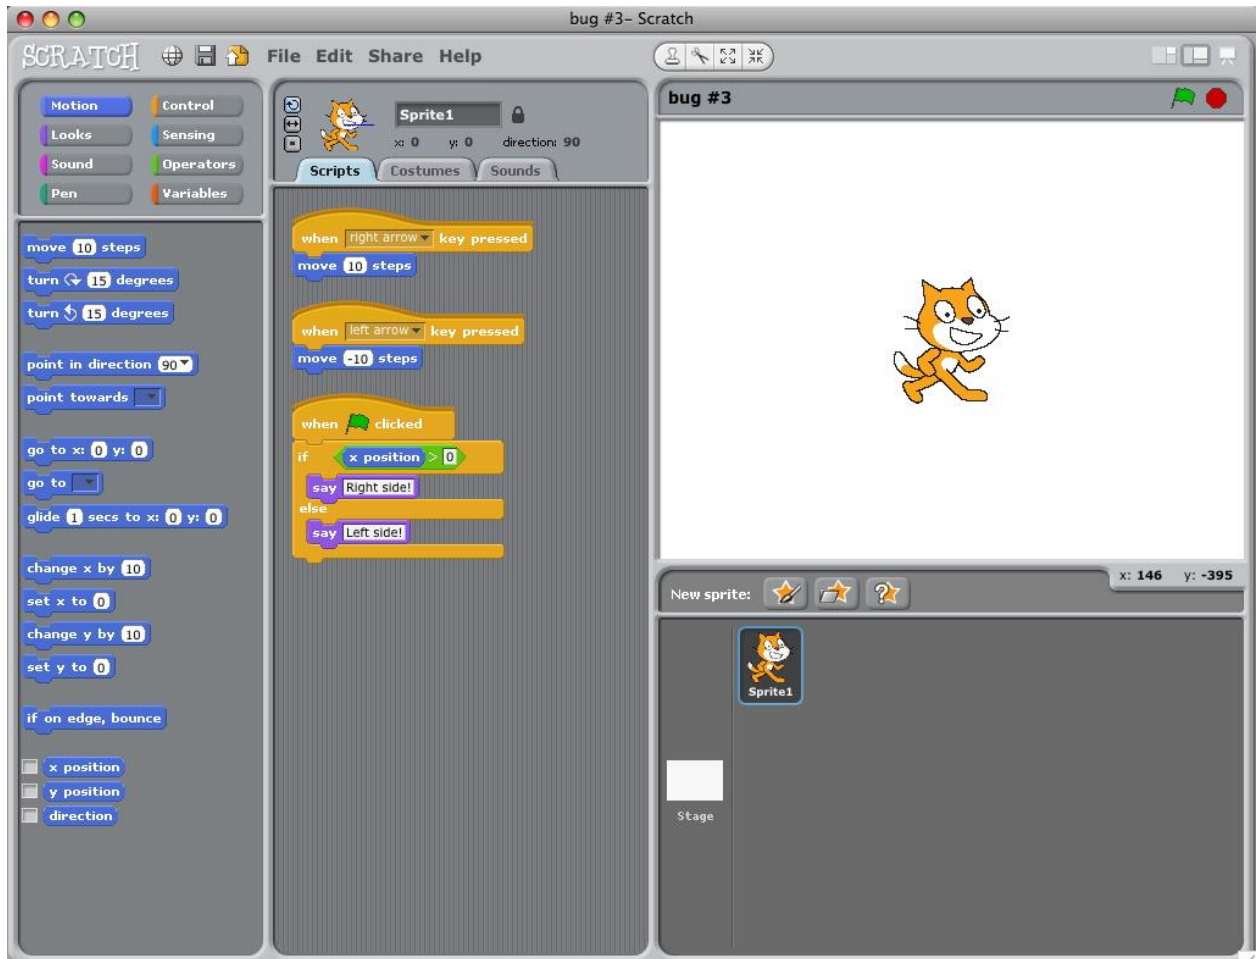 bug #3– Scratch
SCRATCH File Edit Share Help
Motion Control
Looks Sensing
Sound Operators
Pen Variables
move 10 steps
turn 15 degrees
turn 15 degrees
point in direction 90
point towards
go to x: 0 y: 0
go to
glide 1 secs to x: 0 y: 0
change x by 10
set x to 0
change y by 10
set y to 0
if on edge, bounce
x position
y position
direction
Sprite1
x: 0 y: 0 direction: 90
Scripts Costumes Sounds
when right arrow key pressed
move 10 steps
when left arrow key pressed
move -10 steps
when clicked
if x position > 0
say Right side!
else
say Left side!
bug #3
x: 146 y: -395
New sprite:
Sprite1
Stage